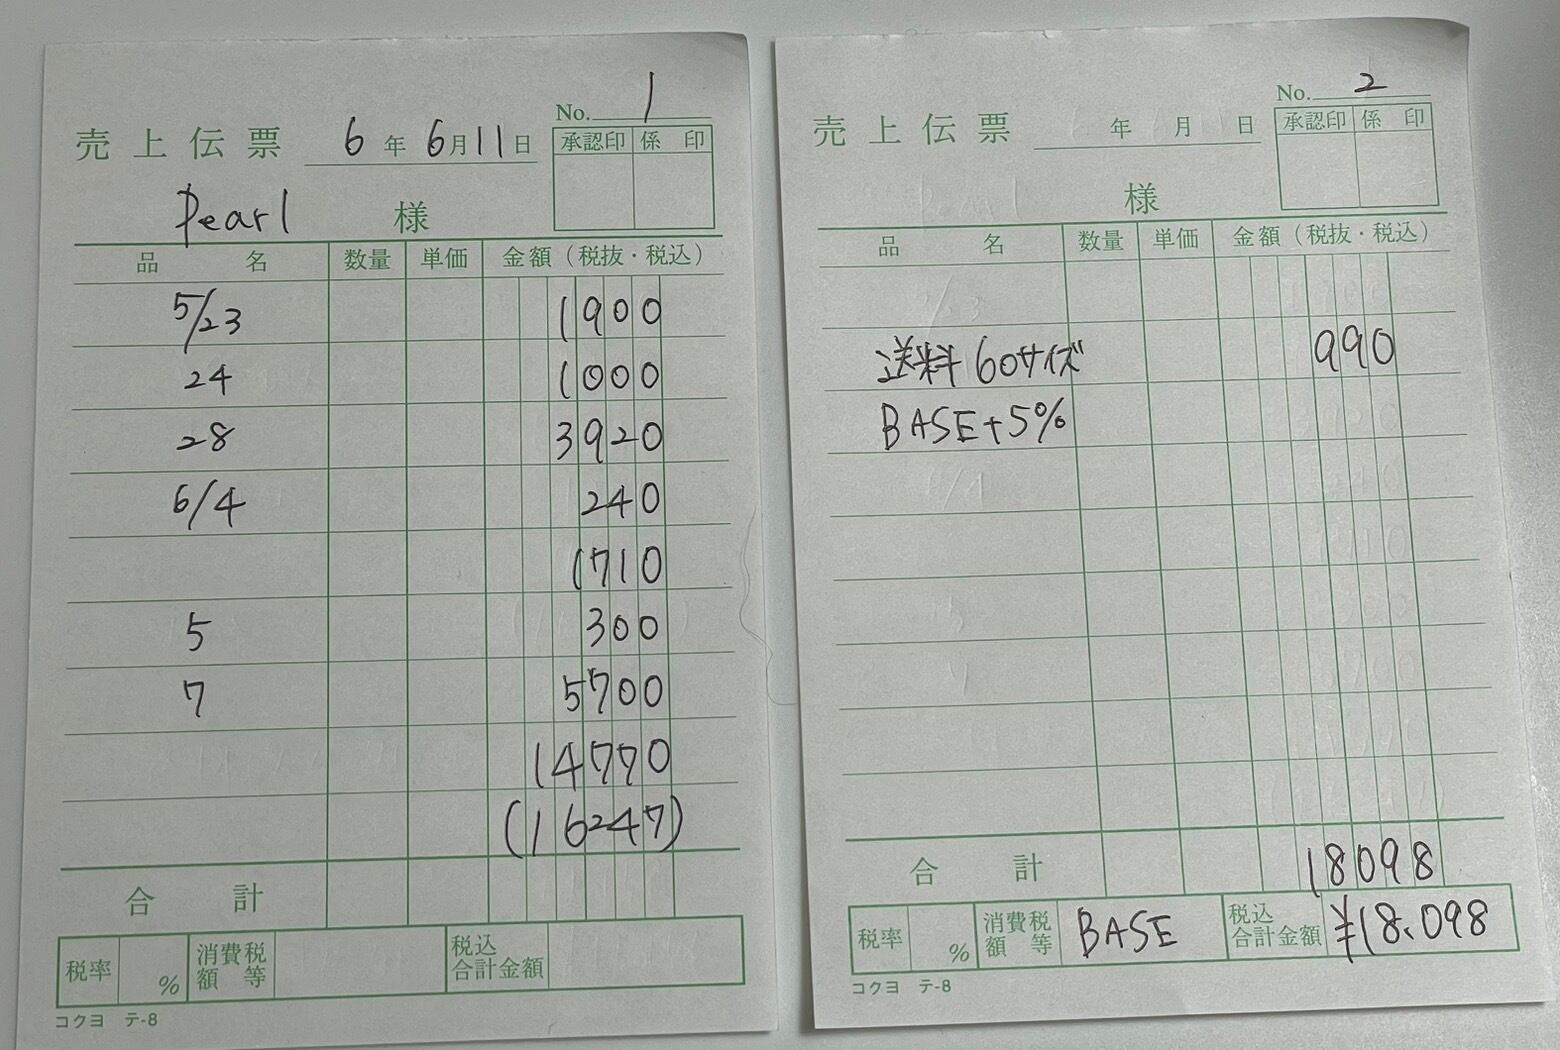 No. 1
売上伝票 6年6月11日
承認印 係印
Pearl 様
品名 数量 単価 金額（税抜・税込）
5/23 1900
24 1000
28 3920
6/4 240
1710
5 300
7 5700
14770
(16247)
合計
税率 % 消費税額等 税込合計金額
コクヨ テ-8
No. 2
売上伝票 年 月 日
承認印 係印
様
品名 数量 単価 金額（税抜・税込）
送料60サイズ 990
BASE+5%
合計 18098
税率 % 消費税額等 BASE 税込合計金額 ¥18,098
コクヨ テ-8